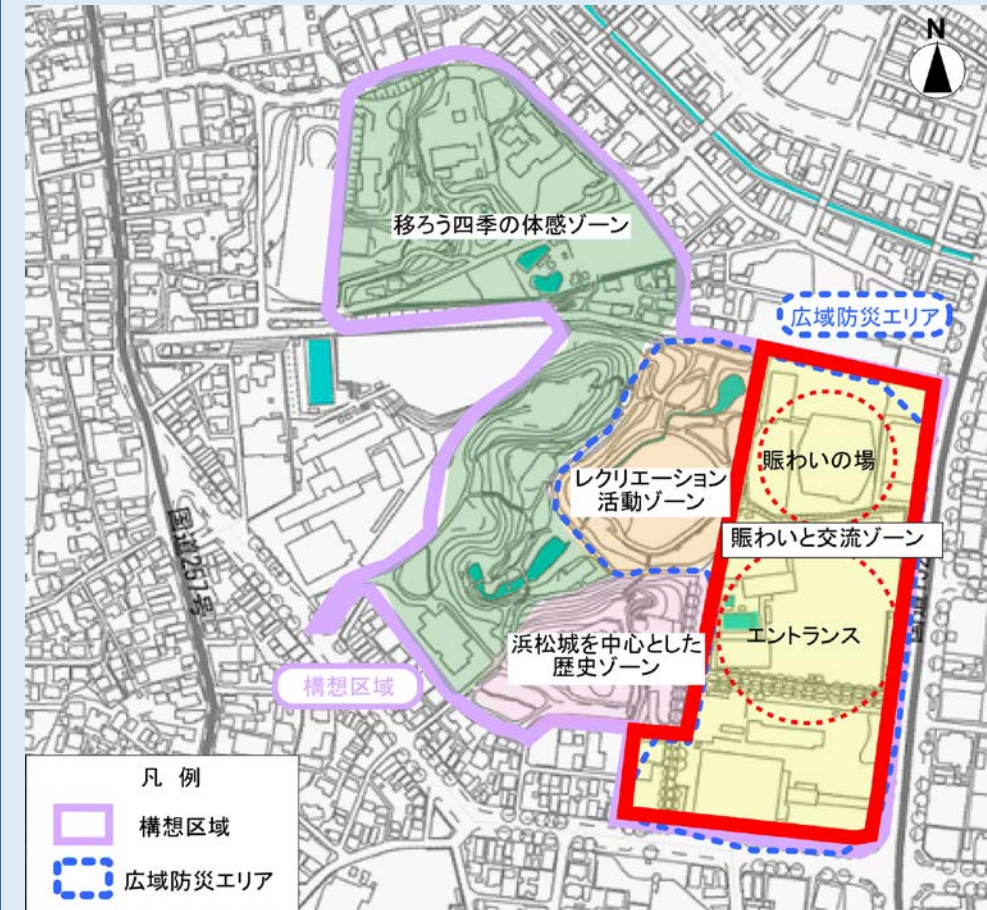 N
移ろう四季の体感ゾーン
広域防災エリア
賑わいの場
レクリエーション
活動ゾーン
賑わいと交流ゾーン
国道257号
エントランス
浜松城を中心とした
歴史ゾーン
構想区域
凡 例
構想区域
広域防災エリア